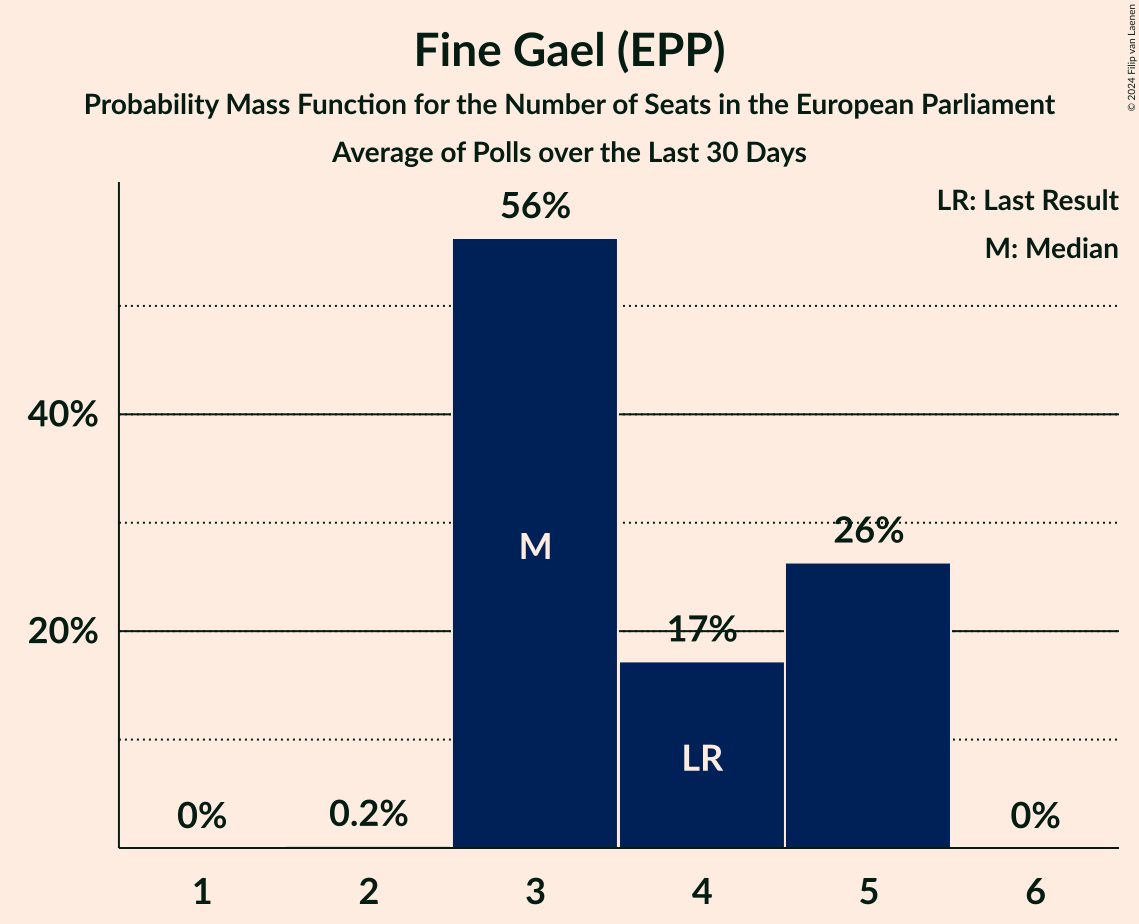 Fine Gael (EPP)
Probability Mass Function for the Number of Seats in the European Parliament
Average of Polls over the Last 30 Days
© 2024 Filip van Laenen
LR: Last Result
M: Median
56%
40%
M
26%
20%
17%
LR
0%
0.2%
0%
1 2 3 4 5 6